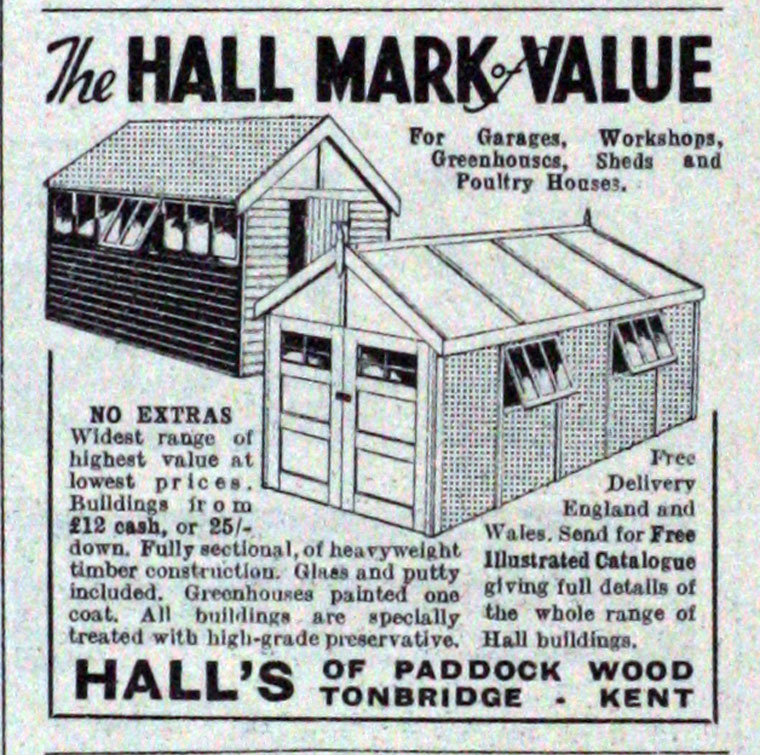 The HALL MARK of VALUE
For Garages, Workshops,
Greenhouses, Sheds and
Poultry Houses.
NO EXTRAS
Widest range of
highest value at
lowest prices.
Buildings from
£12 cash, or 25/-
down. Fully sectional, of heavyweight
timber construction. Glass and putty
included. Greenhouses painted one
coat. All buildings are specially
treated with high-grade preservative.
Free
Delivery
England and
Wales. Send for Free
Illustrated Catalogue
giving full details of
the whole range of
Hall buildings.
HALL'S OF PADDOCK WOOD
TONBRIDGE - KENT